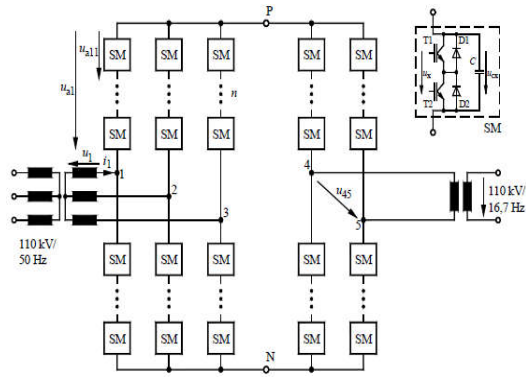 P
SM SM SM SM SM
u_a11
u_a1
n
SM SM SM SM SM
T1 D1
C
u_x u_cx
T2 D2
SM
u_1 i_1
1
2
3
4
u_45
5
110 kV/
50 Hz
110 kV/
16,7 Hz
SM SM SM SM SM
SM SM SM SM SM
N